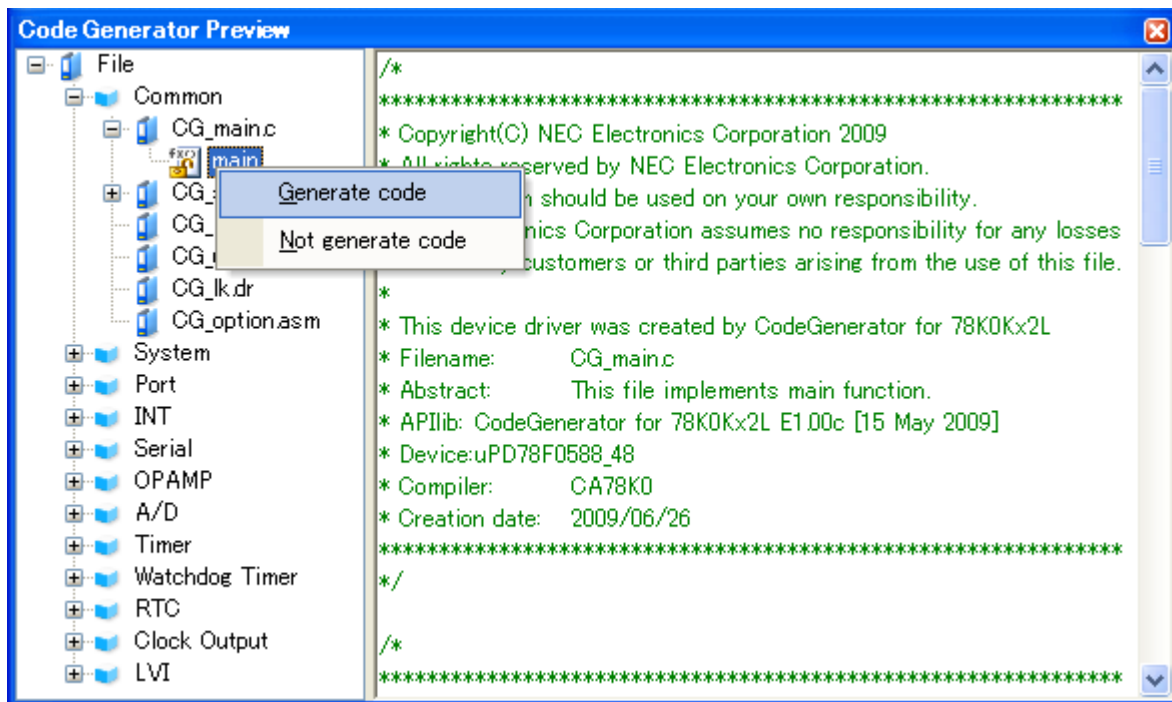 Code Generator Preview
File
Common
CG_main.c
main
CG_
CG_
CG_
CG_lk.dr
CG_option.asm
System
Port
INT
Serial
OPAMP
A/D
Timer
Watchdog Timer
RTC
Clock Output
LVI
Generate code
Not generate code
/*
**************************************************************
* Copyright(C) NEC Electronics Corporation 2009
* All rights reserved by NEC Electronics Corporation.
should be used on your own responsibility.
Corporation assumes no responsibility for any losses
customers or third parties arising from the use of this file.
*
* This device driver was created by CodeGenerator for 78K0Kx2L
* Filename: CG_main.c
* Abstract: This file implements main function.
* APIlib: CodeGenerator for 78K0Kx2L E1.00c [15 May 2009]
* Device:uPD78F0588_48
* Compiler: CA78K0
* Creation date: 2009/06/26
**************************************************************
*/
/*
**************************************************************